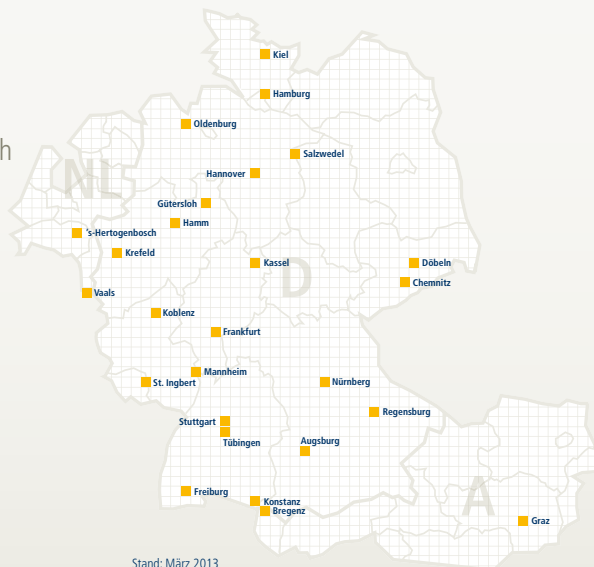 Kiel
Hamburg
Oldenburg
Salzwedel
h
Hannover
NL
Gütersloh
Hamm
's-Hertogenbosch
Krefeld
Kassel
Döbeln
D
Chemnitz
Vaals
Koblenz
Frankfurt
Mannheim
St. Ingbert
Nürnberg
Regensburg
Stuttgart
Tübingen
Augsburg
Freiburg
A
Konstanz
Bregenz
Graz
Stand: März 2013